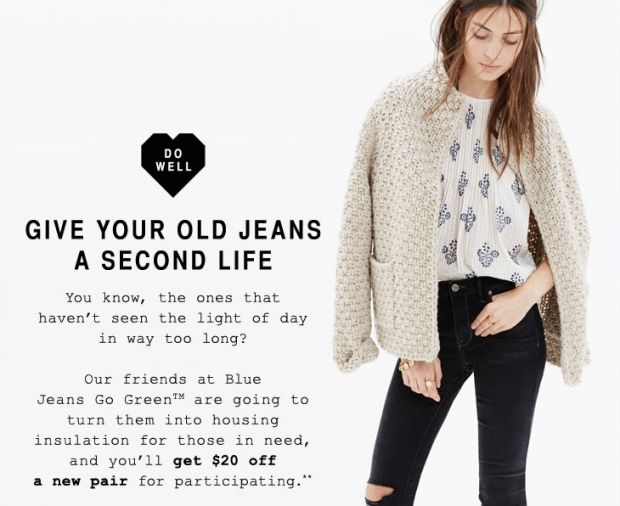 DO
WELL
GIVE YOUR OLD JEANS
A SECOND LIFE
You know, the ones that
haven’t seen the light of day
in way too long?
Our friends at Blue
Jeans Go Green™ are going to
turn them into housing
insulation for those in need,
and you’ll get $20 off
a new pair for participating.**